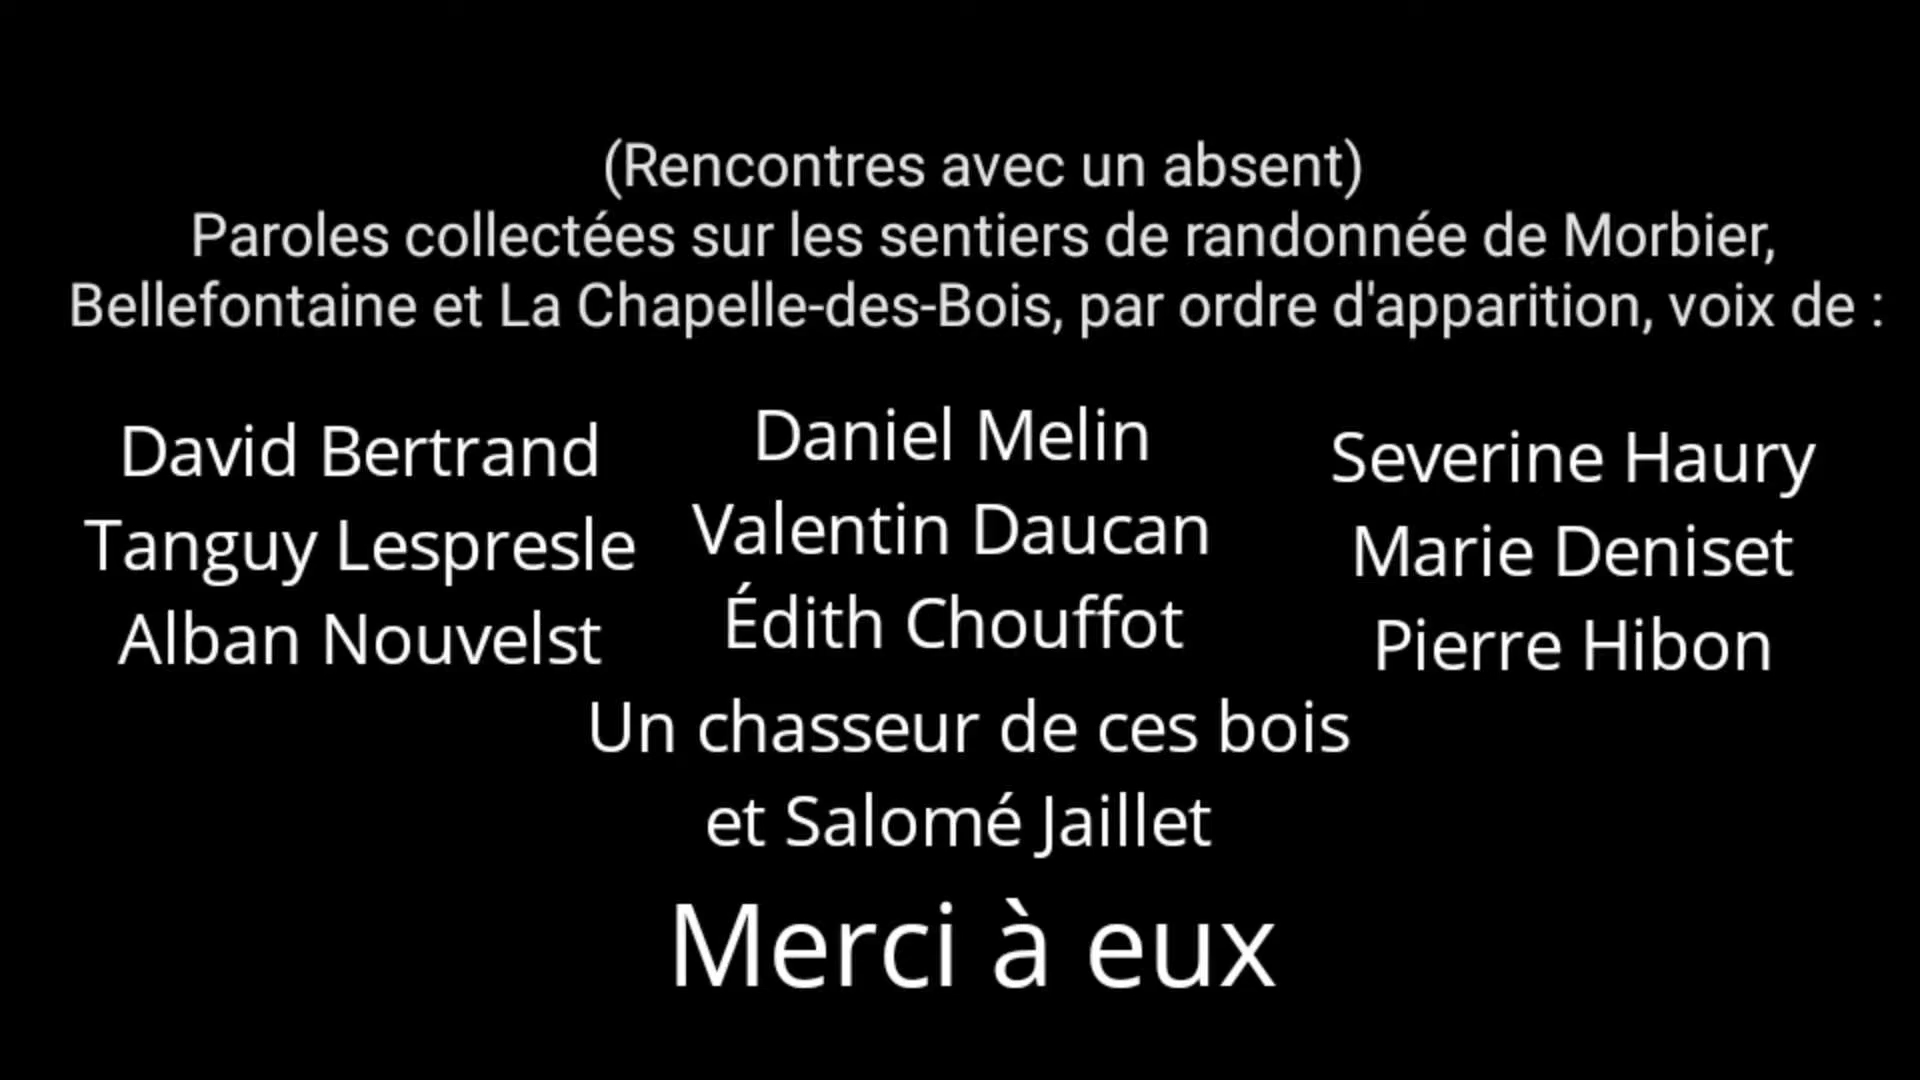 (Rencontres avec un absent)
Paroles collectées sur les sentiers de randonnée de Morbier,
Bellefontaine et La Chapelle-des-Bois, par ordre d'apparition, voix de :
David Bertrand
Tanguy Lespresle
Alban Nouvelst
Daniel Melin
Valentin Daucan
Édith Chouffot
Severine Haury
Marie Deniset
Pierre Hibon
Un chasseur de ces bois
et Salomé Jaillet
Merci à eux